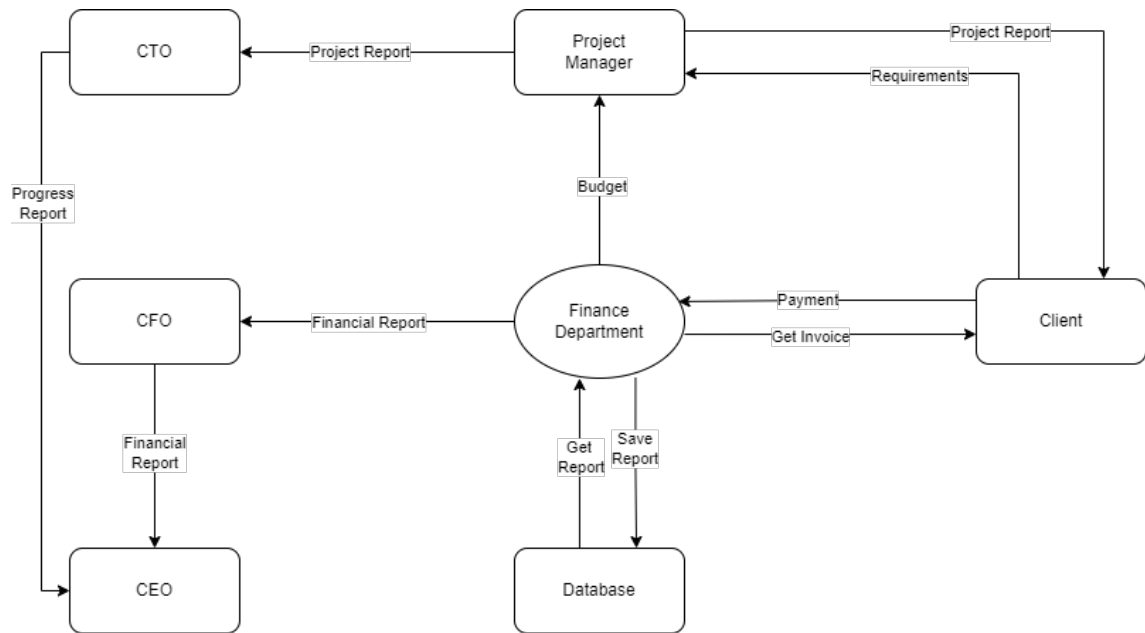 CTO
Project Report
Project
Manager
Project Report
Requirements
Progress
Report
Budget
CFO
Financial Report
Finance
Department
Payment
Get Invoice
Client
Financial
Report
Get
Report
Save
Report
CEO
Database